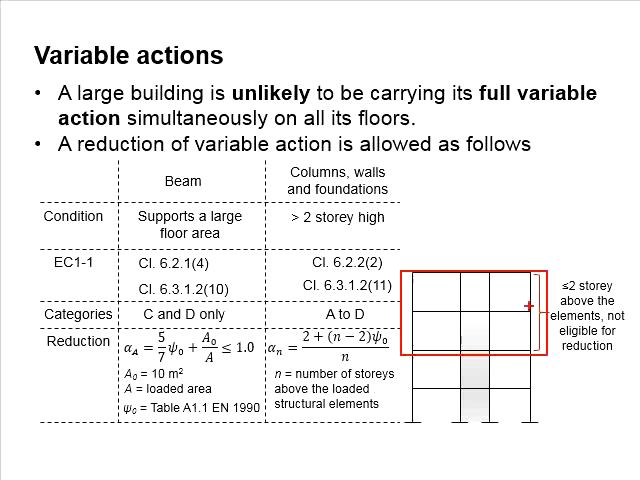 Variable actions
• A large building is unlikely to be carrying its full variable
action simultaneously on all its floors.
• A reduction of variable action is allowed as follows
Beam
Columns, walls
and foundations
Condition
Supports a large
floor area
> 2 storey high
EC1-1
Cl. 6.2.1(4)
Cl. 6.3.1.2(10)
Cl. 6.2.2(2)
Cl. 6.3.1.2(11)
Categories
C and D only
A to D
Reduction
α_A = 5/7 ψ₀ + A₀/A ≤ 1.0
A₀ = 10 m²
A = loaded area
ψ₀ = Table A1.1 EN 1990
α_n = (2 + (n − 2)ψ₀)/n
n = number of storeys
above the loaded
structural elements
≤2 storey
above the
elements, not
eligible for
reduction